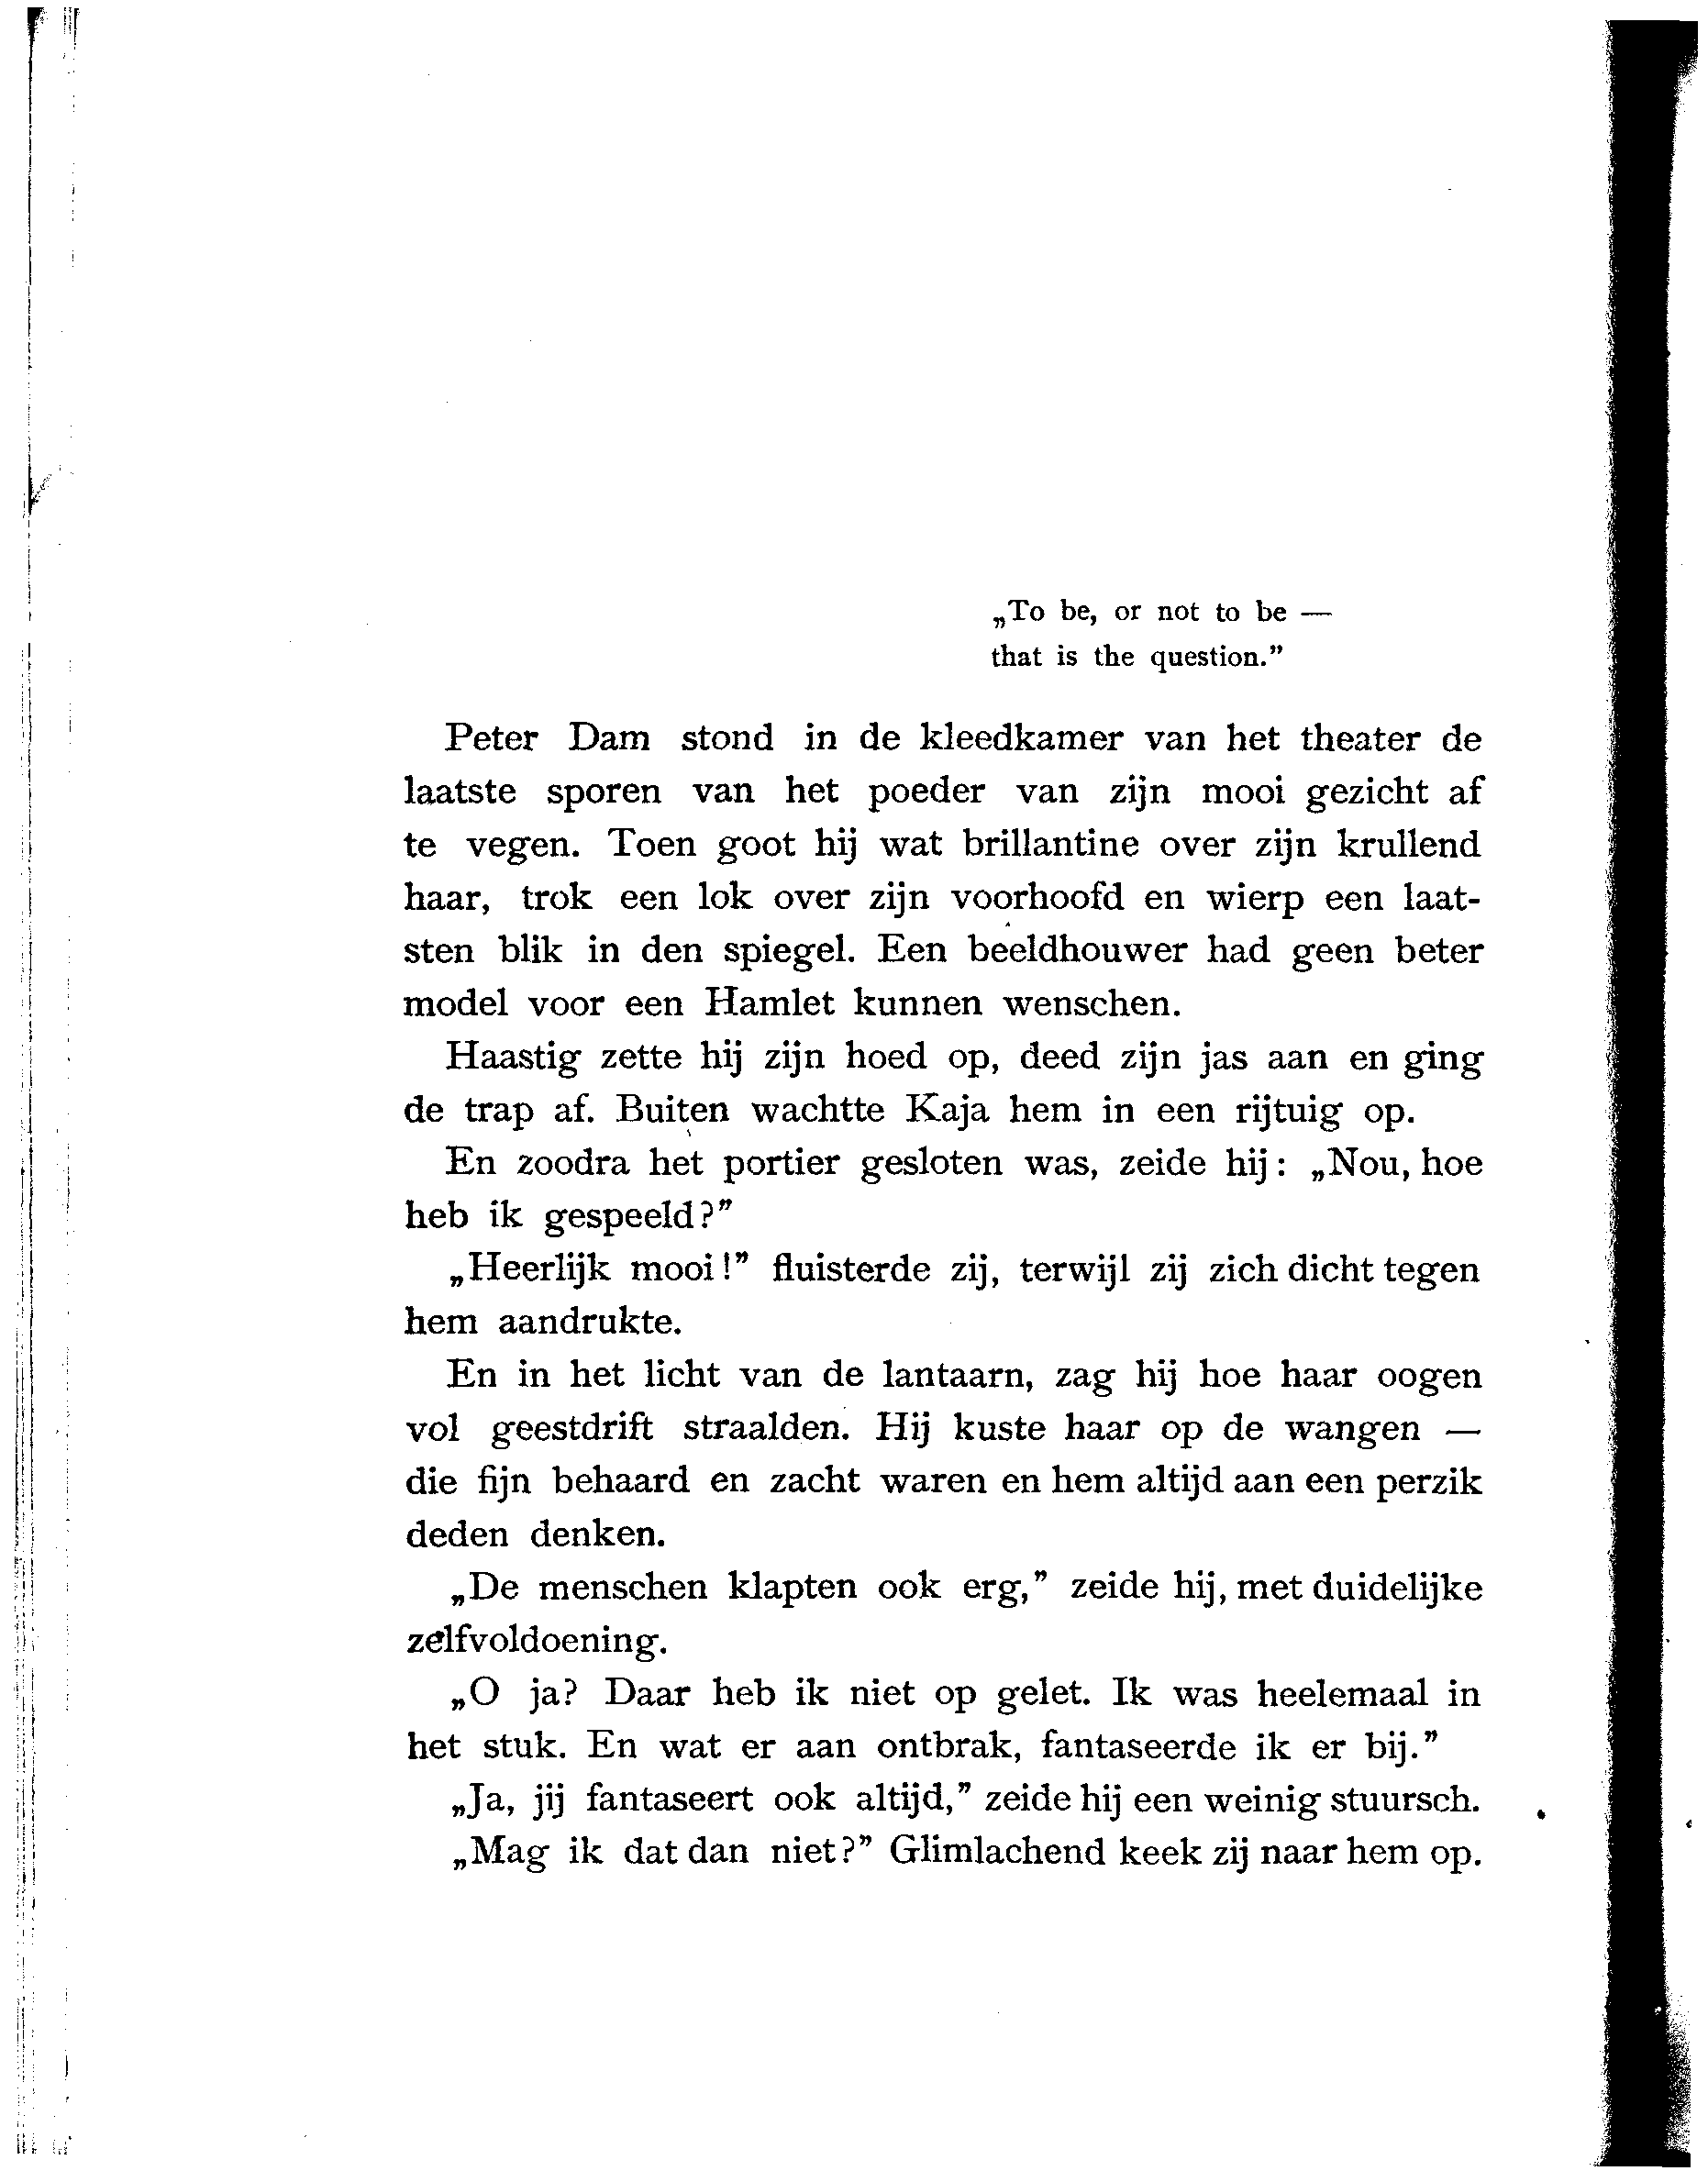 „To be, or not to be —
that is the question.”
Peter Dam stond in de kleedkamer van het theater de
laatste sporen van het poeder van zijn mooi gezicht af
te vegen. Toen goot hij wat brillantine over zijn krullend
haar, trok een lok over zijn voorhoofd en wierp een laat-
sten blik in den spiegel. Een beeldhouwer had geen beter
model voor een Hamlet kunnen wenschen.
Haastig zette hij zijn hoed op, deed zijn jas aan en ging
de trap af. Buiten wachtte Kaja hem in een rijtuig op.
En zoodra het portier gesloten was, zeide hij: „Nou, hoe
heb ik gespeeld?”
„Heerlijk mooi!” fluisterde zij, terwijl zij zich dicht tegen
hem aandrukte.
En in het licht van de lantaarn, zag hij hoe haar oogen
vol geestdrift straalden. Hij kuste haar op de wangen —
die fijn behaard en zacht waren en hem altijd aan een perzik
deden denken.
„De menschen klapten ook erg,” zeide hij, met duidelijke
zelfvoldoening.
„O ja? Daar heb ik niet op gelet. Ik was heelemaal in
het stuk. En wat er aan ontbrak, fantaseerde ik er bij.”
„Ja, jij fantaseert ook altijd,” zeide hij een weinig stuursch.
„Mag ik dat dan niet?” Glimlachend keek zij naar hem op.